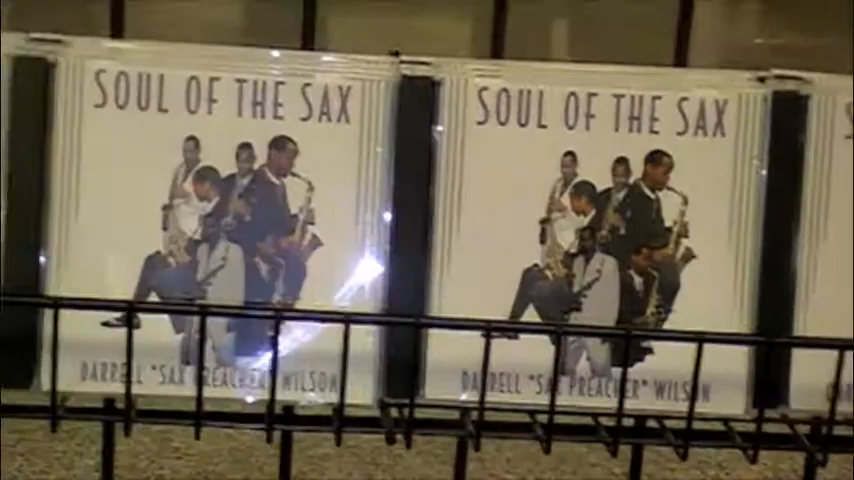 SOUL OF THE SAX
DARRELL "SAX PREACHER" WILSON
SOUL OF THE SAX
DARRELL "SAX PREACHER" WILSON